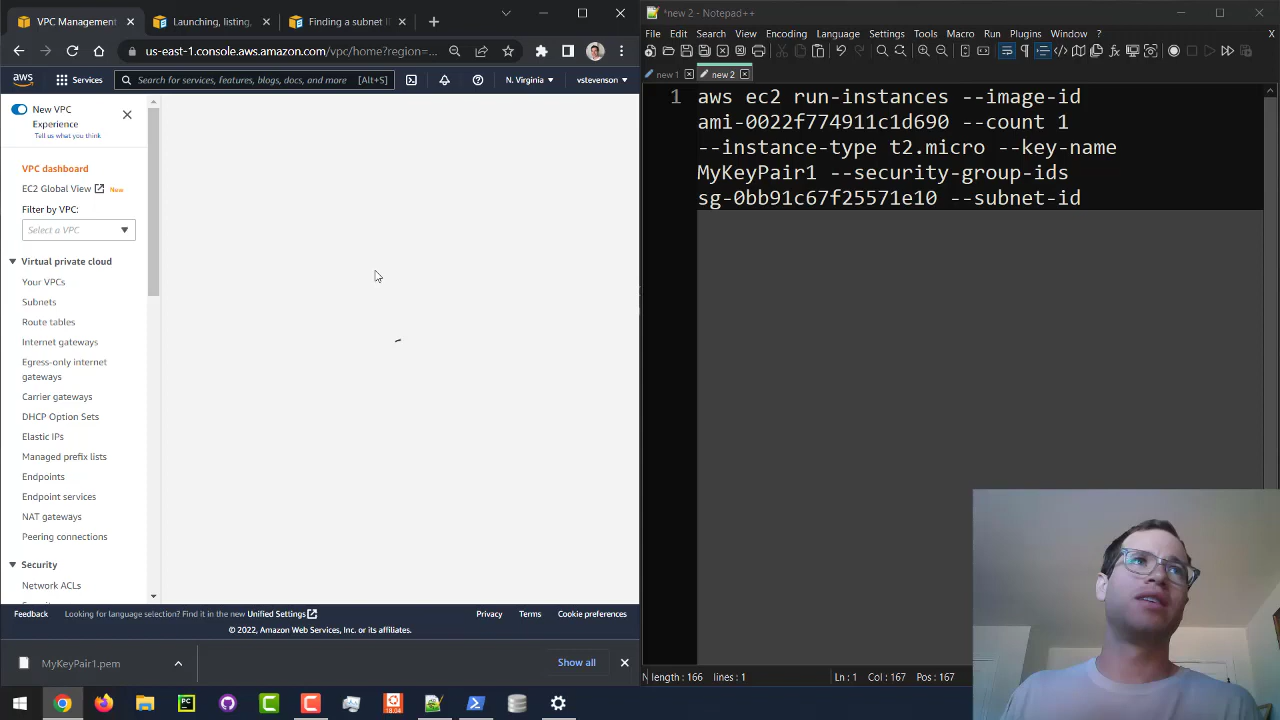 VPC Management
Launching, listing,
Finding a subnet I
us-east-1.console.aws.amazon.com/vpc/home?region=...
aws
Services
Search for services, features, blogs, docs, and more [Alt+S]
N. Virginia
vstevenson
New VPC
Experience
Tell us what you think
VPC dashboard
EC2 Global View
New
Filter by VPC:
Select a VPC
Virtual private cloud
Your VPCs
Subnets
Route tables
Internet gateways
Egress-only internet
gateways
Carrier gateways
DHCP Option Sets
Elastic IPs
Managed prefix lists
Endpoints
Endpoint services
NAT gateways
Peering connections
Security
Network ACLs
Feedback
Looking for language selection? Find it in the new Unified Settings
Privacy
Terms
Cookie preferences
© 2022, Amazon Web Services, Inc. or its affiliates.
MyKeyPair1.pem
Show all
18.04
*new 2 - Notepad++
File Edit Search View Encoding Language Settings Tools Macro Run Plugins Window ?
new 1
new 2
1
aws ec2 run-instances --image-id
ami-0022f774911c1d690 --count 1
--instance-type t2.micro --key-name
MyKeyPair1 --security-group-ids
sg-0bb91c67f25571e10 --subnet-id
length : 166 lines : 1
Ln : 1 Col : 167 Pos : 167